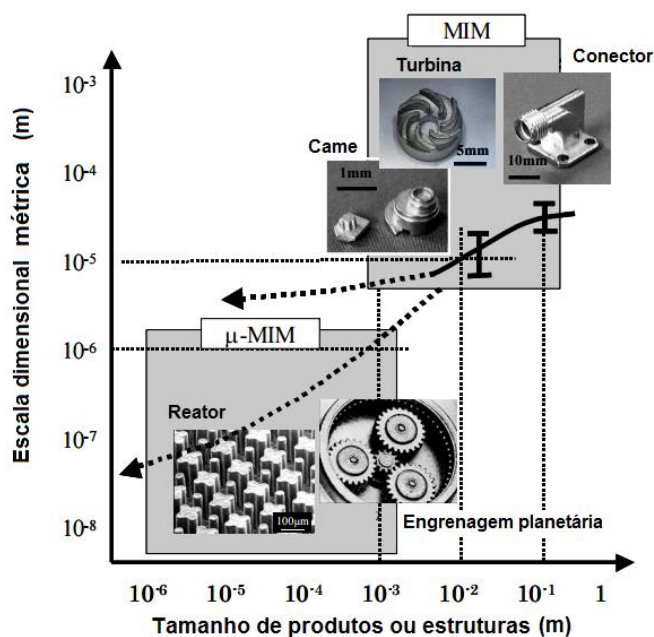 MIM
Turbina
Conector
5mm
10mm
Came
1mm
Escala dimensional métrica (m)
10⁻³
10⁻⁴
10⁻⁵
10⁻⁶
10⁻⁷
10⁻⁸
μ-MIM
Reator
100μm
Engrenagem planetária
10⁻⁶ 10⁻⁵ 10⁻⁴ 10⁻³ 10⁻² 10⁻¹ 1
Tamanho de produtos ou estruturas (m)